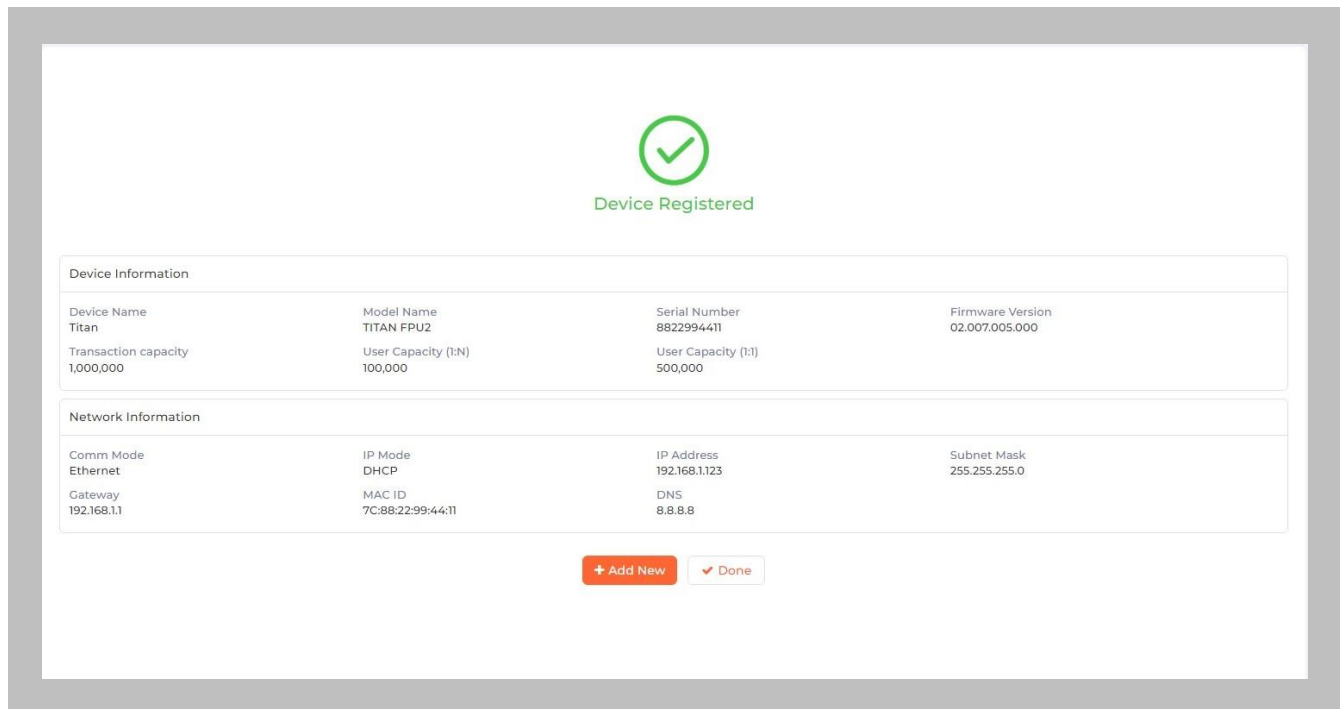 Device Registered
Device Information
Device Name Model Name Serial Number Firmware Version
Titan TITAN FPU2 8822994411 02.007.005.000
Transaction capacity User Capacity (1:N) User Capacity (1:1)
1,000,000 100,000 500,000
Network Information
Comm Mode IP Mode IP Address Subnet Mask
Ethernet DHCP 192.168.1.123 255.255.255.0
Gateway MAC ID DNS
192.168.1.1 7C:88:22:99:44:11 8.8.8.8
+ Add New ✔ Done